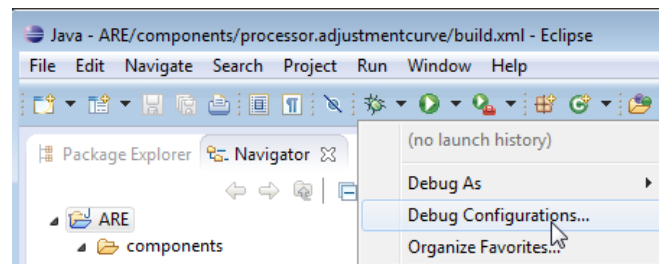 Java - ARE/components/processor.adjustmentcurve/build.xml - Eclipse
File Edit Navigate Search Project Run Window Help
(no launch history)
Package Explorer Navigator
Debug As
Debug Configurations...
ARE
components
Organize Favorites...